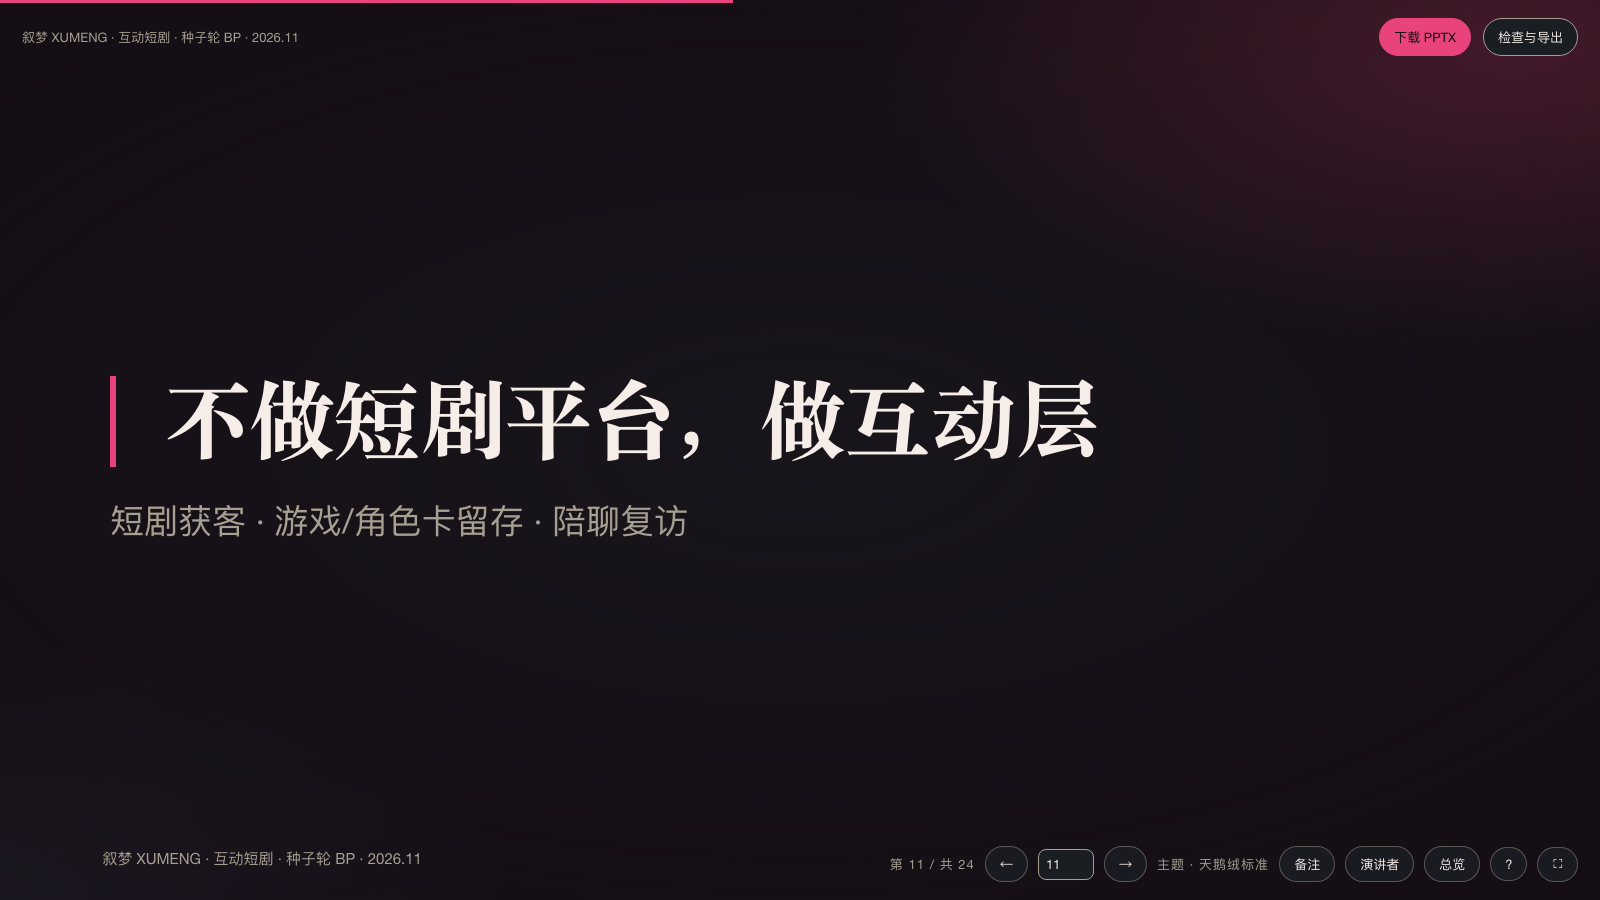 叙梦 XUMENG · 互动短剧 · 种子轮 BP · 2026.11
下载 PPTX
检查与导出
不做短剧平台，做互动层
短剧获客 · 游戏/角色卡留存 · 陪聊复访
叙梦 XUMENG · 互动短剧 · 种子轮 BP · 2026.11
第 11 / 共 24
←
11
→
主题 · 天鹅绒标准
备注
演讲者
总览
?